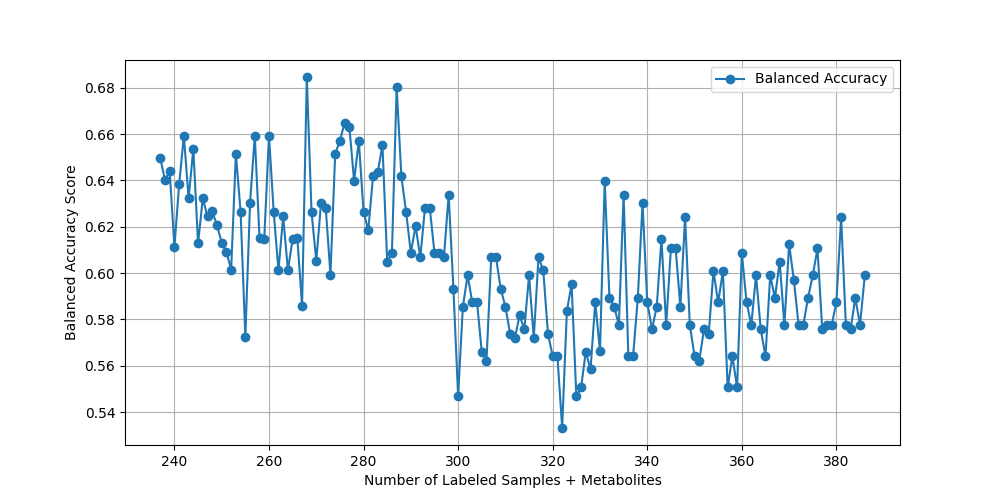 Balanced Accuracy
0.68
0.66
0.64
0.62
0.60
0.58
0.56
0.54
Balanced Accuracy Score
240 260 280 300 320 340 360 380
Number of Labeled Samples + Metabolites